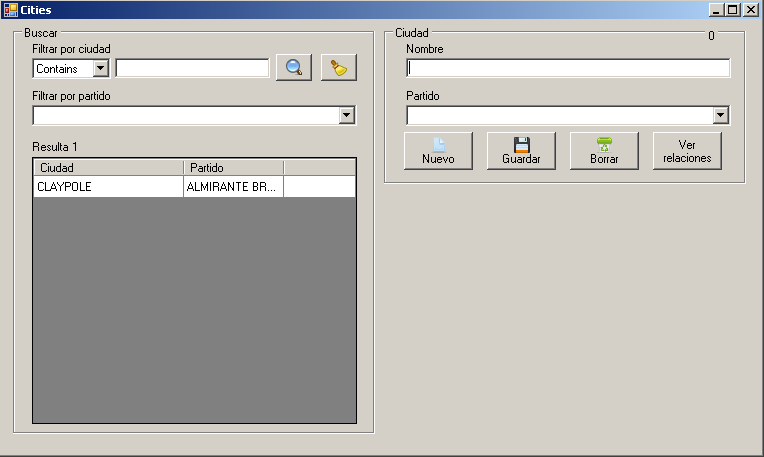 Cities
Buscar
Filtrar por ciudad
Contains
Filtrar por partido
Resulta 1
Ciudad Partido
CLAYPOLE ALMIRANTE BR...
Ciudad 0
Nombre
Partido
Nuevo Guardar Borrar Ver
relaciones